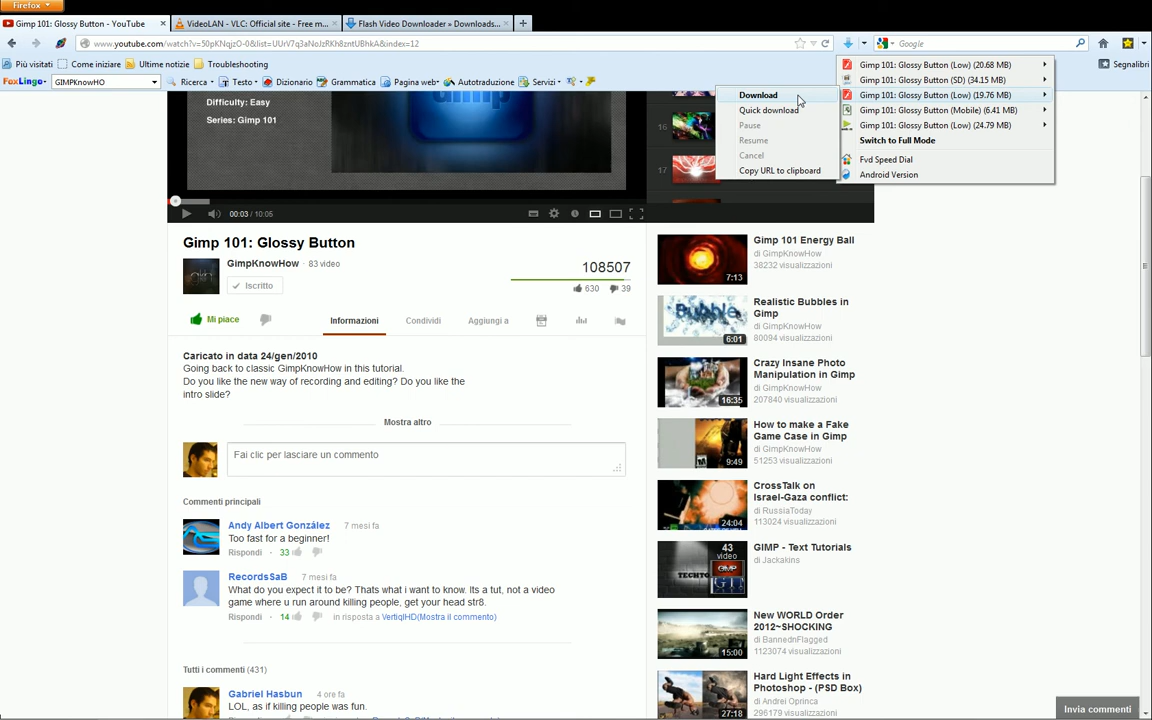 Firefox
Gimp 101: Glossy Button - YouTube
VideoLAN - VLC: Official site - Free m...
Flash Video Downloader » Downloads...
www.youtube.com/watch?v=50pKNqjzO-0&list=UUrV7q3aNoJzRKh8zntUBhkA&index=12
Google
Più visitati
Come iniziare
Ultime notizie
Troubleshooting
Segnalibri
FoxLingo
GIMPKnowHO
Ricerca
Testo
Dizionario
Grammatica
Pagina web
Autotraduzione
Servizi
Gimp 101: Glossy Button (Low) (20.68 MB)
Gimp 101: Glossy Button (SD) (34.15 MB)
Gimp 101: Glossy Button (Low) (19.76 MB)
Gimp 101: Glossy Button (Mobile) (6.41 MB)
Gimp 101: Glossy Button (Low) (24.79 MB)
Switch to Full Mode
Fvd Speed Dial
Android Version
Download
Quick download
Pause
Resume
Cancel
Copy URL to clipboard
Difficulty: Easy
Series: Gimp 101
16
17
00:03 / 10:05
Gimp 101: Glossy Button
GimpKnowHow · 83 video
Iscritto
108507
630
39
Mi piace
Informazioni
Condividi
Aggiungi a
Caricato in data 24/gen/2010
Going back to classic GimpKnowHow in this tutorial.
Do you like the new way of recording and editing? Do you like the
intro slide?
Mostra altro
Fai clic per lasciare un commento
Commenti principali
Andy Albert González 7 mesi fa
Too fast for a beginner!
Rispondi · 33
RecordsSaB 7 mesi fa
What do you expect it to be? Thats what i want to know. Its a tut, not a video
game where u run around killing people, get your head str8.
Rispondi · 14 in risposta a VertiqlHD(Mostra il commento)
Tutti i commenti (431)
Gabriel Hasbun 4 ore fa
LOL, as if killing people was fun.
Gimp 101 Energy Ball
di GimpKnowHow
38232 visualizzazioni
7:13
Realistic Bubbles in
Gimp
di GimpKnowHow
80094 visualizzazioni
6:01
Crazy Insane Photo
Manipulation in Gimp
di GimpKnowHow
207840 visualizzazioni
16:35
How to make a Fake
Game Case in Gimp
di GimpKnowHow
51253 visualizzazioni
9:49
CrossTalk on
Israel-Gaza conflict:
di RussiaToday
113024 visualizzazioni
24:04
GIMP - Text Tutorials
di Jackakins
43
video
New WORLD Order
2012~SHOCKING
di BannednFlagged
1123074 visualizzazioni
15:00
Hard Light Effects in
Photoshop - (PSD Box)
di Andrei Oprinca
296179 visualizzazioni
27:18
Invia commenti